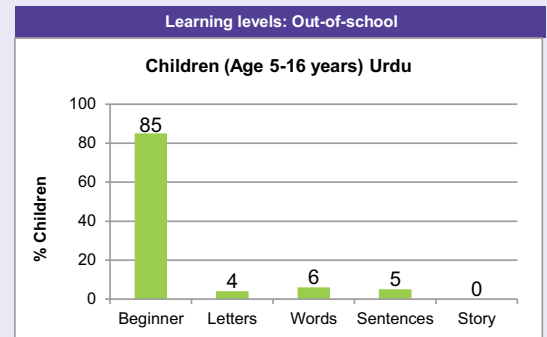 Learning levels: Out-of-school
Children (Age 5-16 years) Urdu
% Children
100
80
60
40
20
0
85
4
6
5
0
Beginner Letters Words Sentences Story